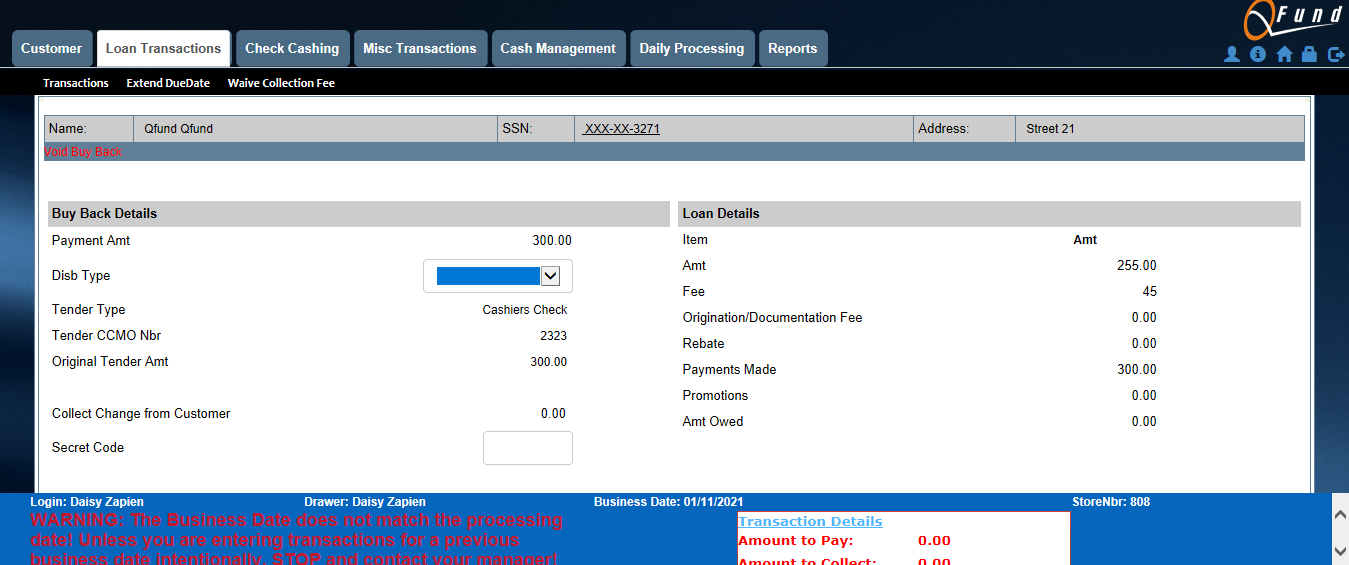 QFund
Customer Loan Transactions Check Cashing Misc Transactions Cash Management Daily Processing Reports
Transactions Extend DueDate Waive Collection Fee
Name: Qfund Qfund SSN: XXX-XX-3271 Address: Street 21
Void Buy Back
Buy Back Details Loan Details
Payment Amt 300.00 Item Amt
Disb Type Amt 255.00
Fee 45
Tender Type Cashiers Check Origination/Documentation Fee 0.00
Tender CCMO Nbr 2323 Rebate 0.00
Original Tender Amt 300.00 Payments Made 300.00
Promotions 0.00
Collect Change from Customer 0.00 Amt Owed 0.00
Secret Code
Login: Daisy Zapien Drawer: Daisy Zapien Business Date: 01/11/2021 StoreNbr: 808
WARNING: The Business Date does not match the processing Transaction Details
date! Unless you are entering transactions for a previous Amount to Pay: 0.00
business date intentionally, STOP and contact your manager! Amount to Collect: 0.00